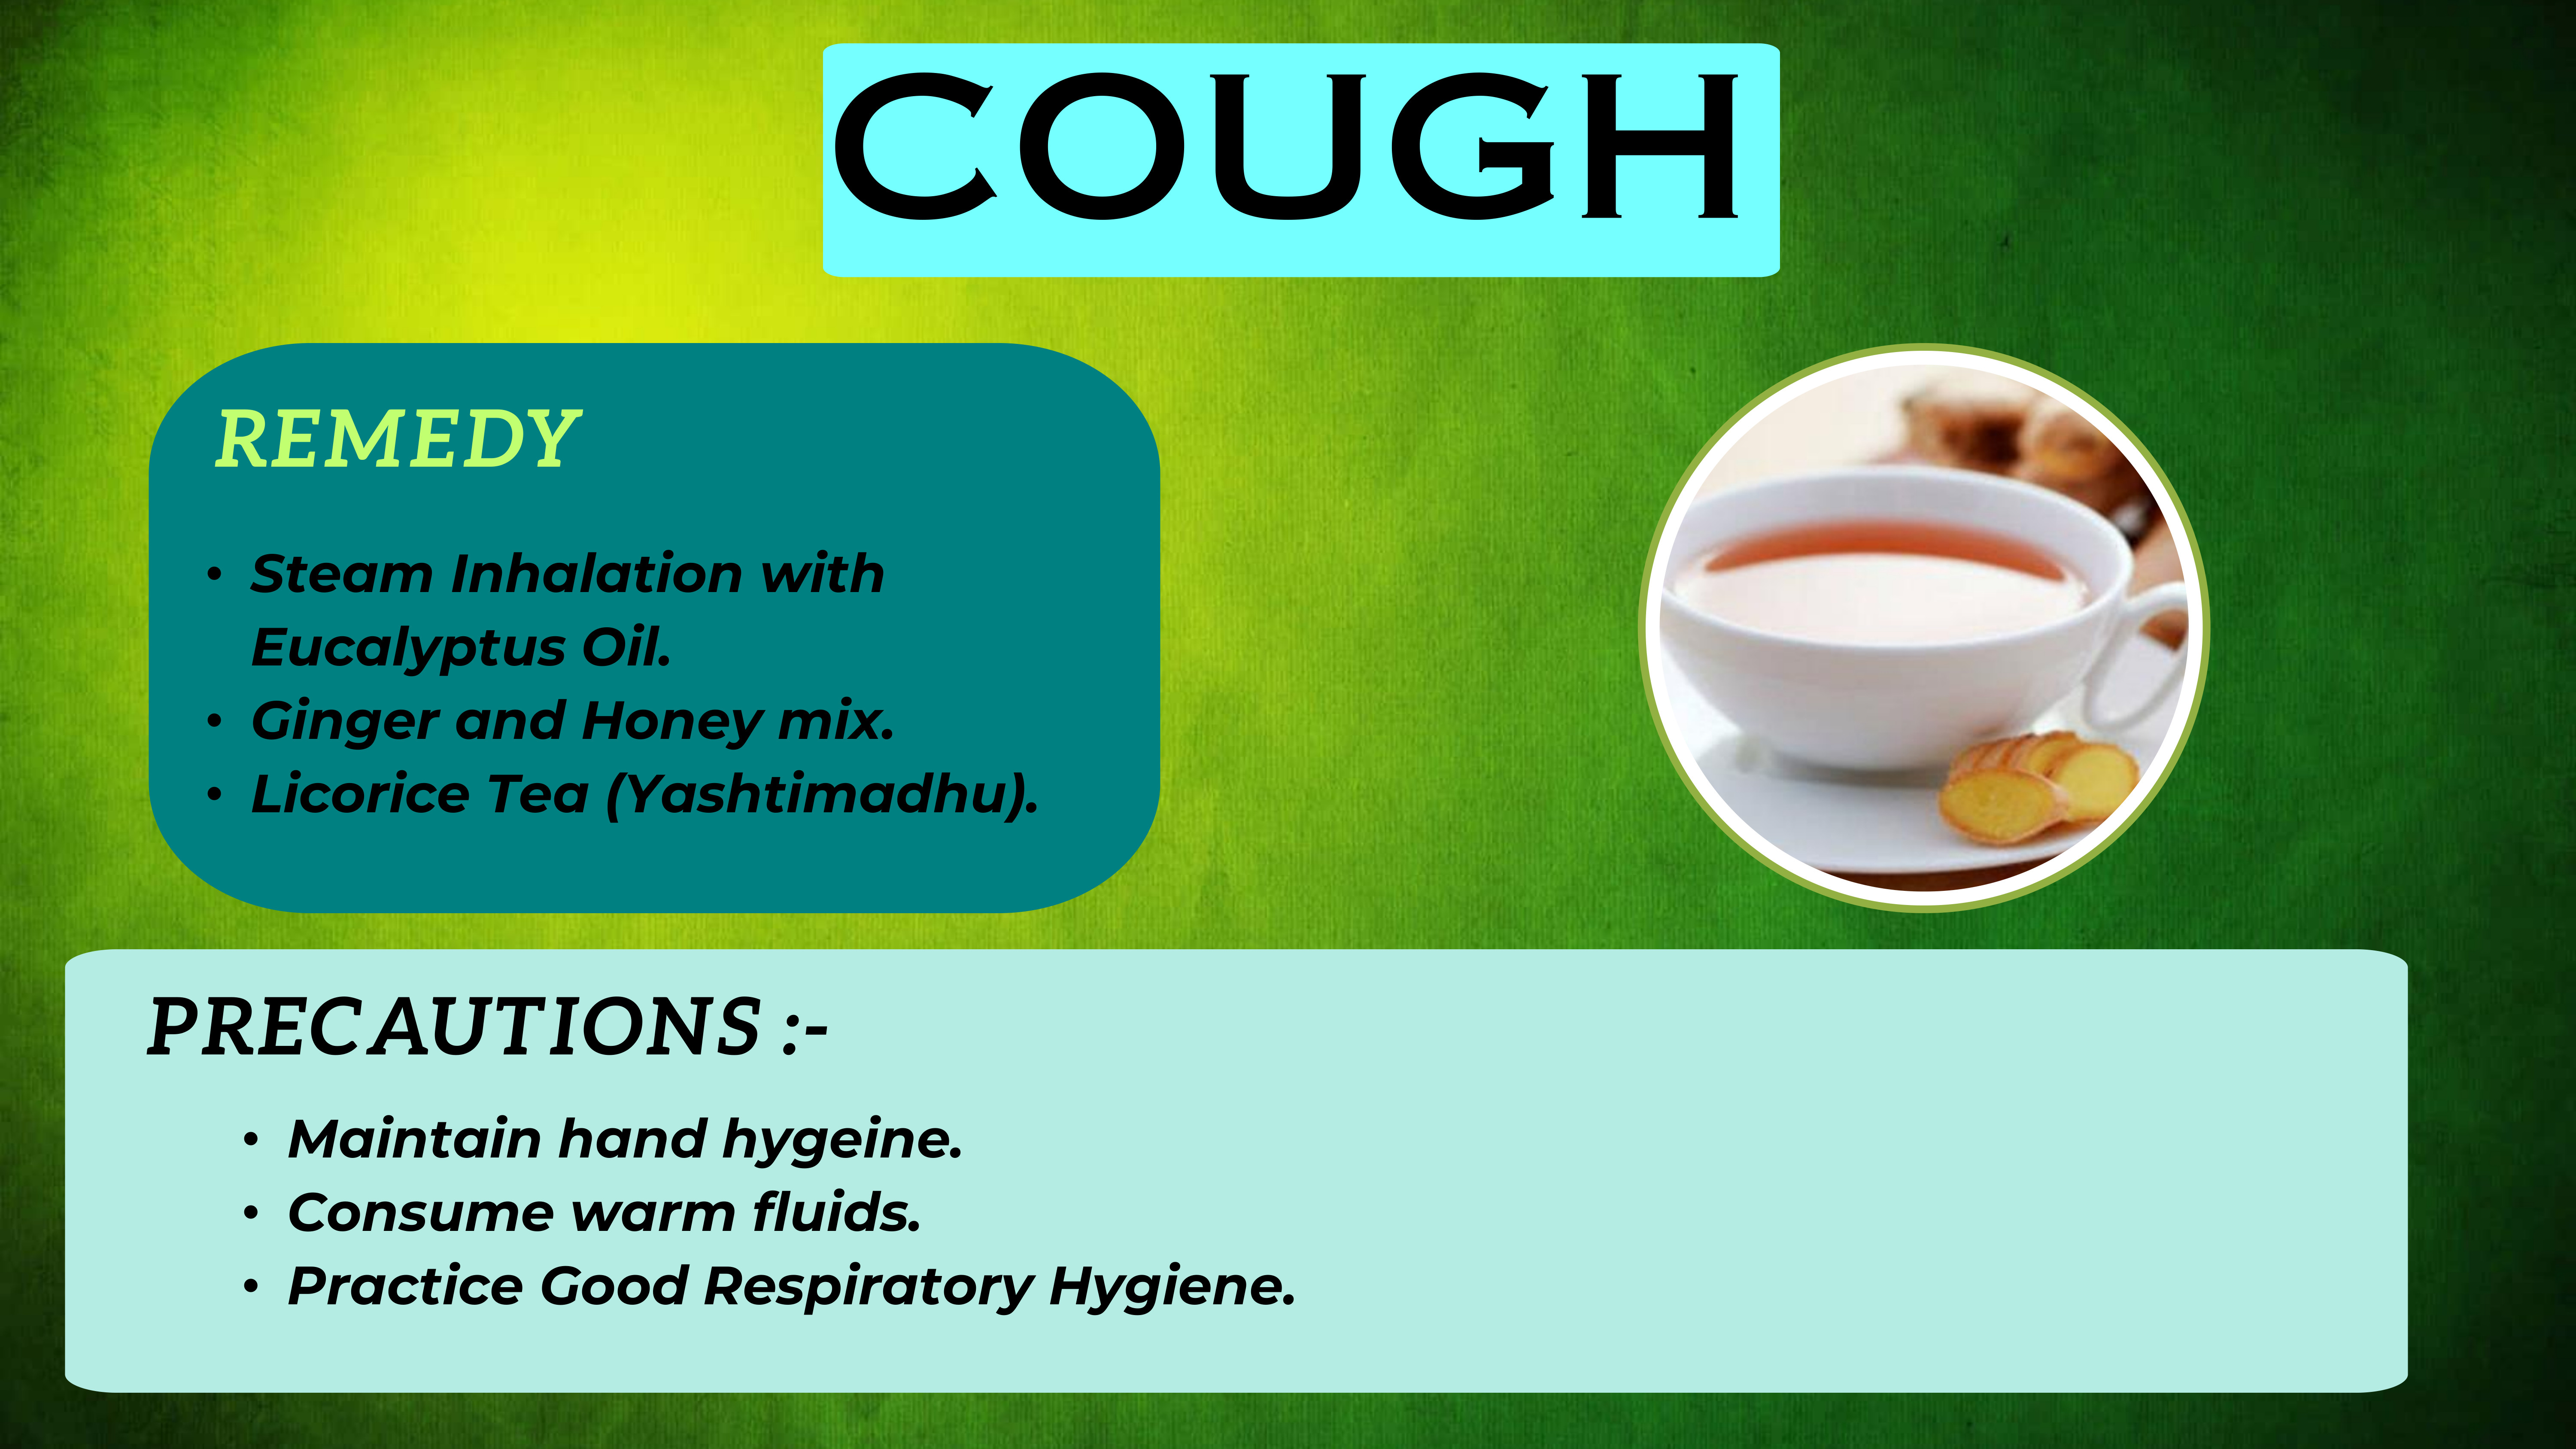 COUGH
REMEDY
• Steam Inhalation with
Eucalyptus Oil.
• Ginger and Honey mix.
• Licorice Tea (Yashtimadhu).
PRECAUTIONS :-
• Maintain hand hygeine.
• Consume warm fluids.
• Practice Good Respiratory Hygiene.